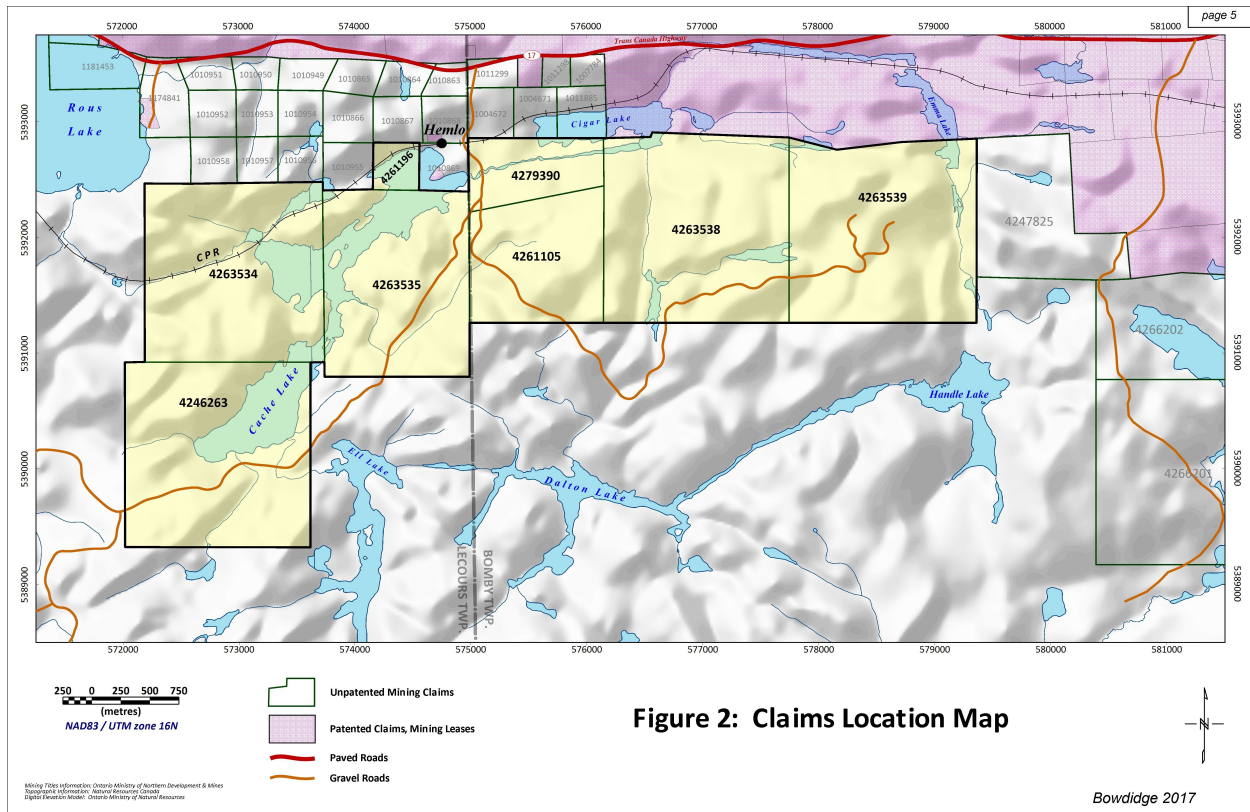 page 5
572000 573000 574000 575000 576000 577000 578000 579000 580000 581000
Trans Canada Highway
17
1181453
1010951
1010950
1010949
1010865
1010864
1010863
1011299
1011298
1007784
1174841
1004671
1011885
Rous
Lake
1010952
1010953
1010954
1010866
1010867
1010868
1004672
Cigar Lake
Emma Lake
5393000
5393000
Hemlo
1010958
1010957
1010956
1010955
4261196
1010869
4279390
4263539
4247825
4263538
5392000
5392000
CPR
4263534
4263535
4261105
4266202
5391000
5391000
4246263
Cache Lake
Handle Lake
Ell Lake
Dalton Lake
4266201
5390000
5390000
LECOURS TWP.
BOMBY TWP.
5389000
5389000
572000 573000 574000 575000 576000 577000 578000 579000 580000 581000
250 0 250 500 750
(metres)
NAD83 / UTM zone 16N
Unpatented Mining Claims
Patented Claims, Mining Leases
Paved Roads
Gravel Roads
Figure 2: Claims Location Map
N
Mining Titles Information: Ontario Ministry of Northern Development & Mines
Topographic Information: Natural Resources Canada
Digital Elevation Model: Ontario Ministry of Natural Resources
Bowdidge 2017